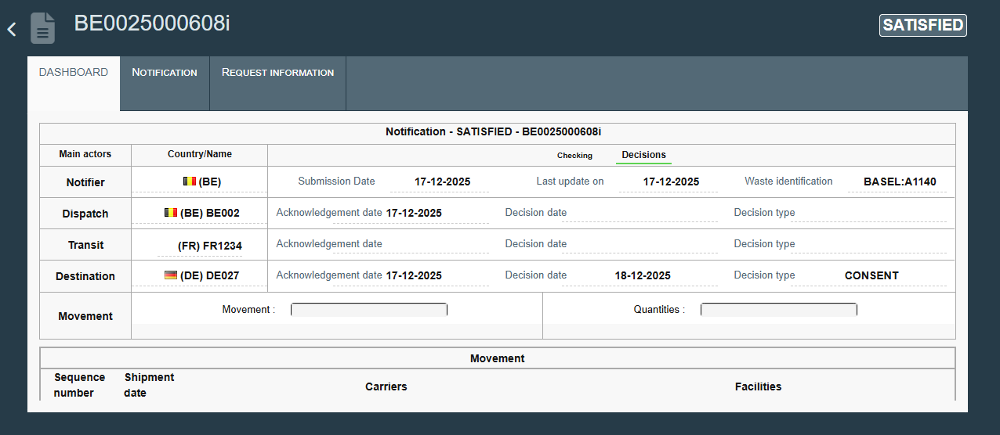 BE0025000608i
SATISFIED
DASHBOARD NOTIFICATION REQUEST INFORMATION
Notification - SATISFIED - BE0025000608i
Main actors Country/Name Checking Decisions
Notifier (BE) Submission Date 17-12-2025 Last update on 17-12-2025 Waste identification BASEL:A1140
Dispatch (BE) BE002 Acknowledgement date 17-12-2025 Decision date Decision type
Transit (FR) FR1234 Acknowledgement date Decision date Decision type
Destination (DE) DE027 Acknowledgement date 17-12-2025 Decision date 18-12-2025 Decision type CONSENT
Movement Movement : Quantities :
Movement
Sequence number Shipment date Carriers Facilities